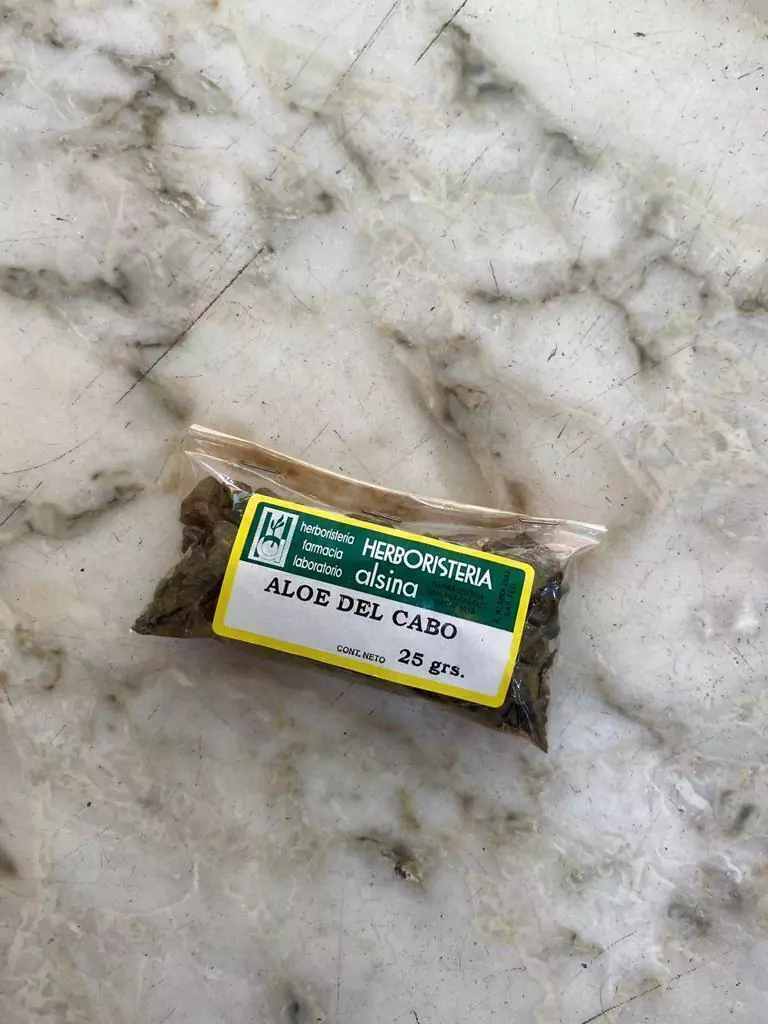 herboristeria
farmacia
laboratorio
HERBORISTERIA
alsina
ALOE DEL CABO
CONT. NETO 25 grs.